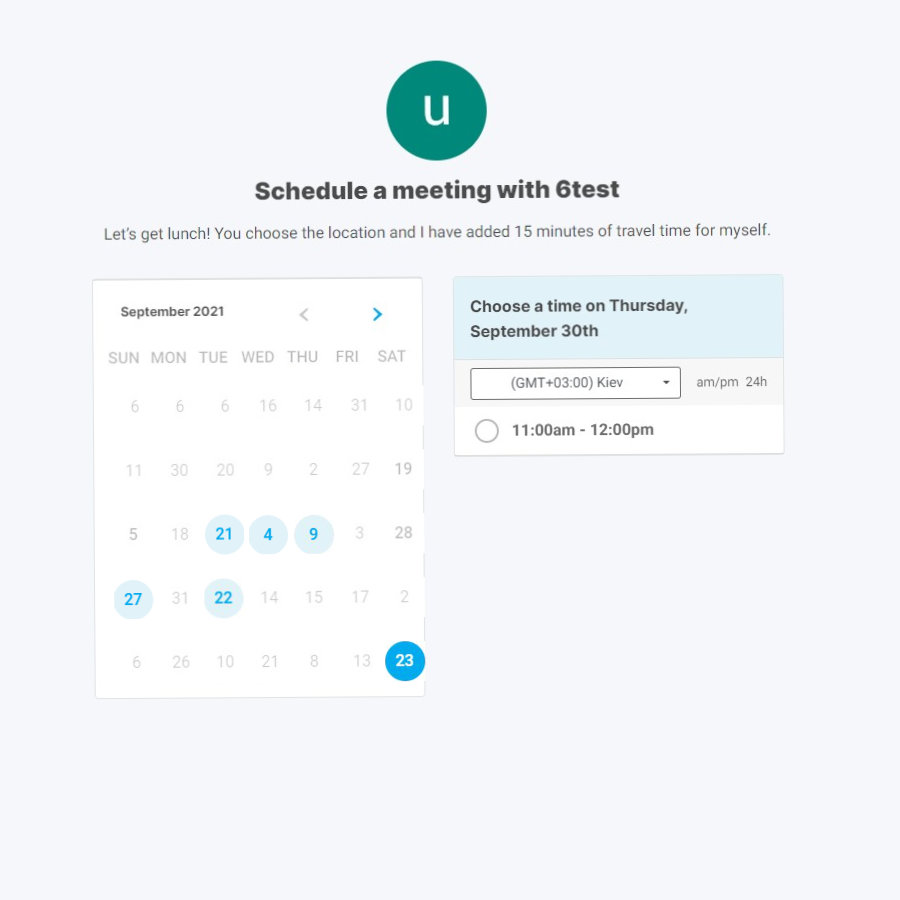 u
Schedule a meeting with 6test
Let's get lunch! You choose the location and I have added 15 minutes of travel time for myself.
September 2021
SUN MON TUE WED THU FRI SAT
6 6 6 16 14 31 10
11 30 20 9 2 27 19
5 18 21 4 9 3 28
27 31 22 14 15 17 2
6 26 10 21 8 13 23
Choose a time on Thursday,
September 30th
(GMT+03:00) Kiev am/pm 24h
11:00am - 12:00pm